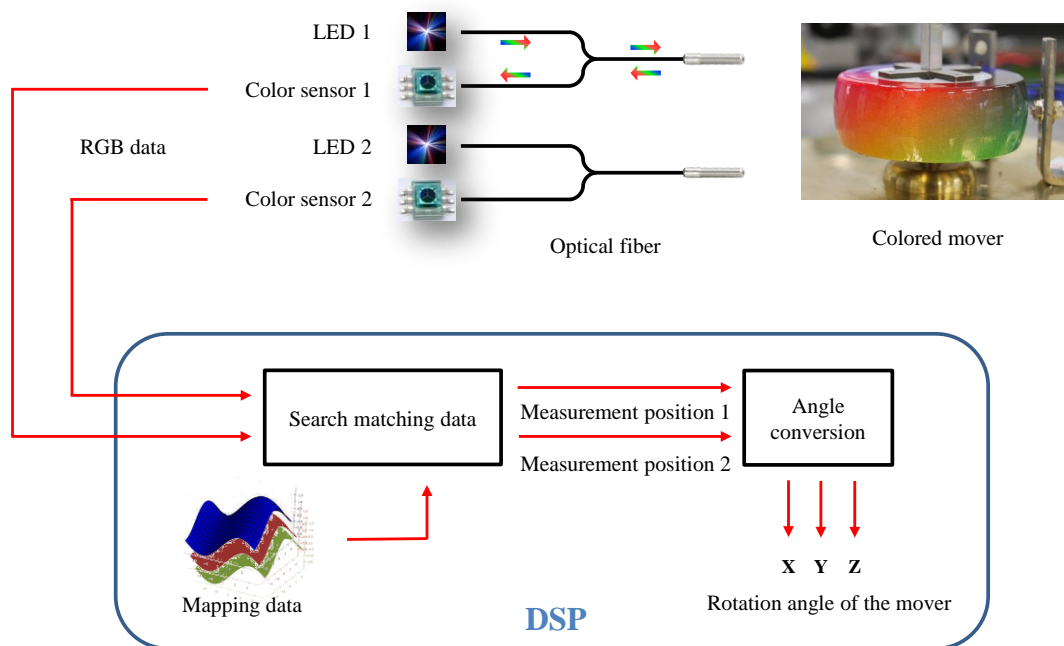 LED 1
Color sensor 1
RGB data
LED 2
Color sensor 2
Optical fiber
Colored mover
Search matching data
Measurement position 1
Measurement position 2
Angle
conversion
Mapping data
X Y Z
Rotation angle of the mover
DSP